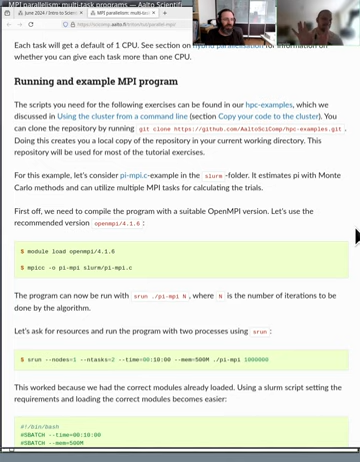 MPI parallelism: multi-task programs — Aalto Scientifi
June / 2024 / Intro to Scien
MPI parallelism: multi-tas
Each task will get a default of 1 CPU. See section on hybrid parallelisation for information on
whether you can give each task more than one CPU.
Running and example MPI program
The scripts you need for the following exercises can be found in our hpc-examples, which we
discussed in Using the cluster from a command line (section Copy your code to the cluster). You
can clone the repository by running git clone https://github.com/AaltoSciComp/hpc-examples.git .
Doing this creates you a local copy of the repository in your current working directory. This
repository will be used for most of the tutorial exercises.
For this example, let's consider pi-mpi.c-example in the slurm -folder. It estimates pi with Monte
Carlo methods and can utilize multiple MPI tasks for calculating the trials.
First off, we need to compile the program with a suitable OpenMPI version. Let's use the
recommended version openmpi/4.1.6 :
$ module load openmpi/4.1.6
$ mpicc -o pi-mpi slurm/pi-mpi.c
The program can now be run with srun ./pi-mpi N , where N is the number of iterations to be
done by the algorithm.
Let's ask for resources and run the program with two processes using srun :
$ srun --nodes=1 --ntasks=2 --time=00:10:00 --mem=500M ./pi-mpi 1000000
This worked because we had the correct modules already loaded. Using a slurm script setting the
requirements and loading the correct modules becomes easier:
#!/bin/bash
#SBATCH --time=00:10:00
#SBATCH --mem=500M